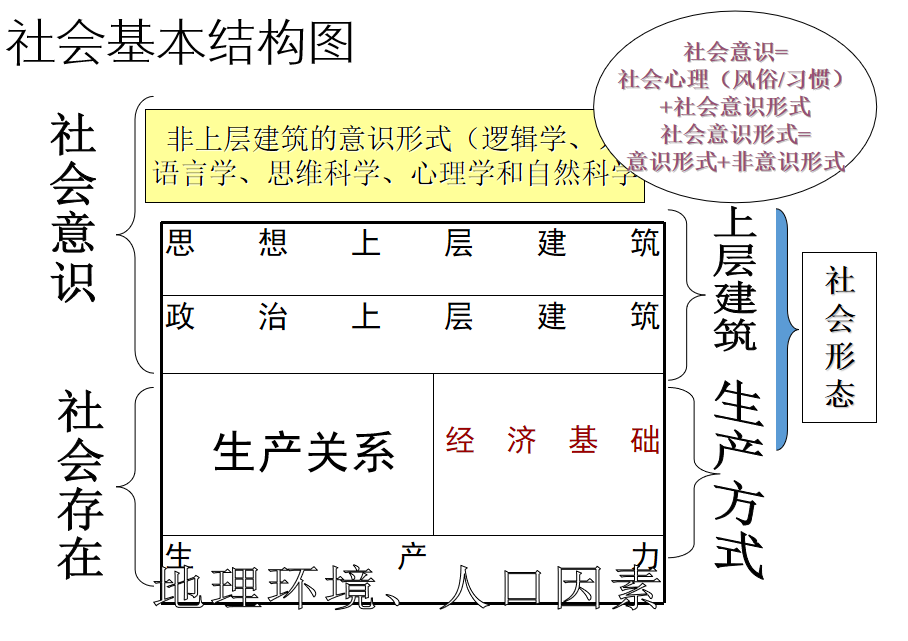 社会基本结构图
社会意识=
社会心理（风俗/习惯）
+社会意识形式
社会意识形式=
意识形式+非意识形式
非上层建筑的意识形式（逻辑学、
语言学、思维科学、心理学和自然科学
社会意识
思想上层建筑
政治上层建筑
上层建筑
社会形态
社会存在
生产关系
经济基础
生产方式
生产力
地理环境、人口因素